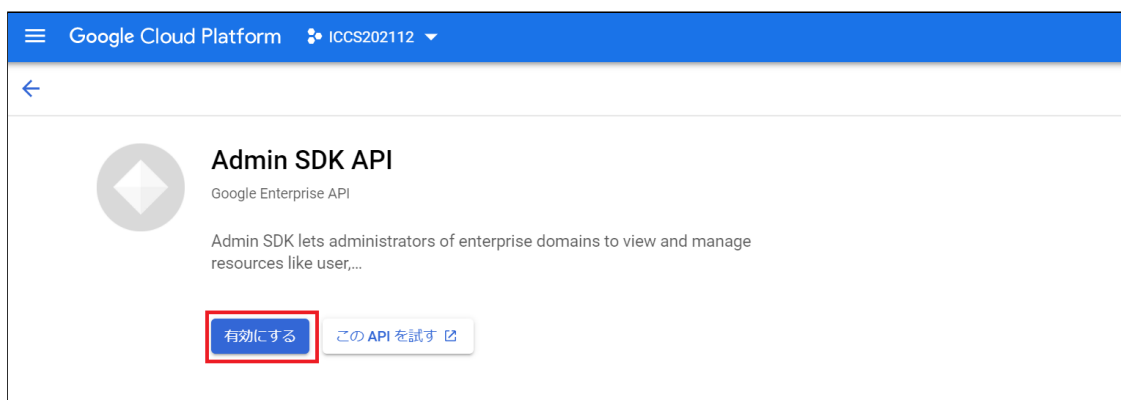 Google Cloud Platform ICCS202112
Admin SDK API
Google Enterprise API
Admin SDK lets administrators of enterprise domains to view and manage
resources like user,...
有効にする この API を試す